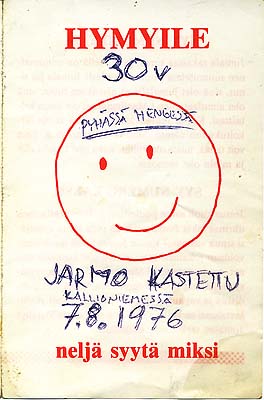 HYMYILE
30 v
PYHÄSSÄ HENGESSÄ
JARMO KASTETTU
KALLIONIEMESSÄ
7.8.1976
neljä syytä miksi